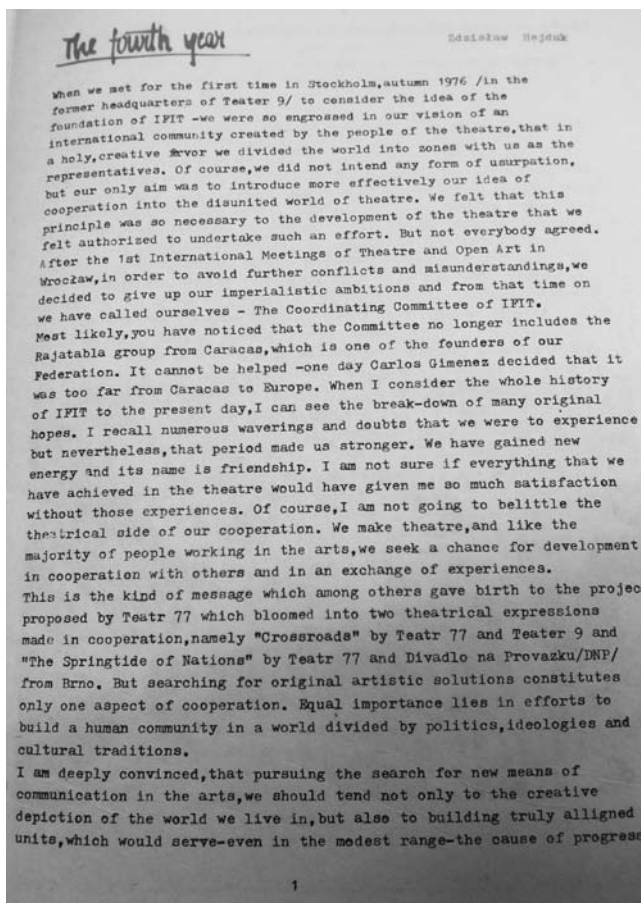 The fourth year
Zdzisław Hejduk
When we met for the first time in Stockholm,autumn 1976 /in the
former headquarters of Teater 9/ to consider the idea of the
foundation of IFIT -we were so engrossed in our vision of an
international community created by the people of the theatre,that in
a holy,creative fervor we divided the world into zones with us as the
representatives. Of course,we did not intend any form of usurpation,
but our only aim was to introduce more effectively our idea of
cooperation into the disunited world of theatre. We felt that this
principle was so necessary to the development of the theatre that we
felt authorized to undertake such an effort. But not everybody agreed.
After the 1st International Meetings of Theatre and Open Art in
Wrocław,in order to avoid further conflicts and misunderstandings,we
decided to give up our imperialistic ambitions and from that time on
we have called ourselves - The Coordinating Committee of IFIT.
Most likely,you have noticed that the Committee no longer includes the
Rajatabla group from Caracas,which is one of the founders of our
Federation. It cannot be helped -one day Carlos Gimenez decided that it
was too far from Caracas to Europe. When I consider the whole history
of IFIT to the present day,I can see the break-down of many original
hopes. I recall numerous waverings and doubts that we were to experience
but nevertheless,that period made us stronger. We have gained new
energy and its name is friendship. I am not sure if everything that we
have achieved in the theatre would have given me so much satisfaction
without those experiences. Of course,I am not going to belittle the
theatrical side of our cooperation. We make theatre,and like the
majority of people working in the arts,we seek a chance for development
in cooperation with others and in an exchange of experiences.
This is the kind of message which among others gave birth to the projec
proposed by Teatr 77 which bloomed into two theatrical expressions
made in cooperation,namely "Crossroads" by Teatr 77 and Teater 9 and
"The Springtide of Nations" by Teatr 77 and Divadlo na Provazku/DNP/
from Brno. But searching for original artistic solutions constitutes
only one aspect of cooperation. Equal importance lies in efforts to
build a human community in a world divided by politics,ideologies and
cultural traditions.
I am deeply convinced,that pursuing the search for new means of
communication in the arts,we should tend not only to the creative
depiction of the world we live in,but also to building truly alligned
units,which would serve-even in the modest range-the cause of progress
1